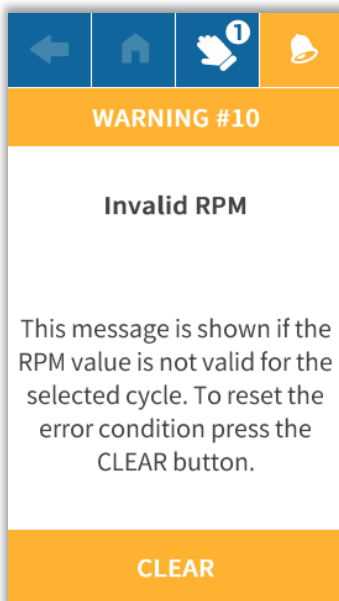 1
WARNING #10
Invalid RPM
This message is shown if the
RPM value is not valid for the
selected cycle. To reset the
error condition press the
CLEAR button.
CLEAR